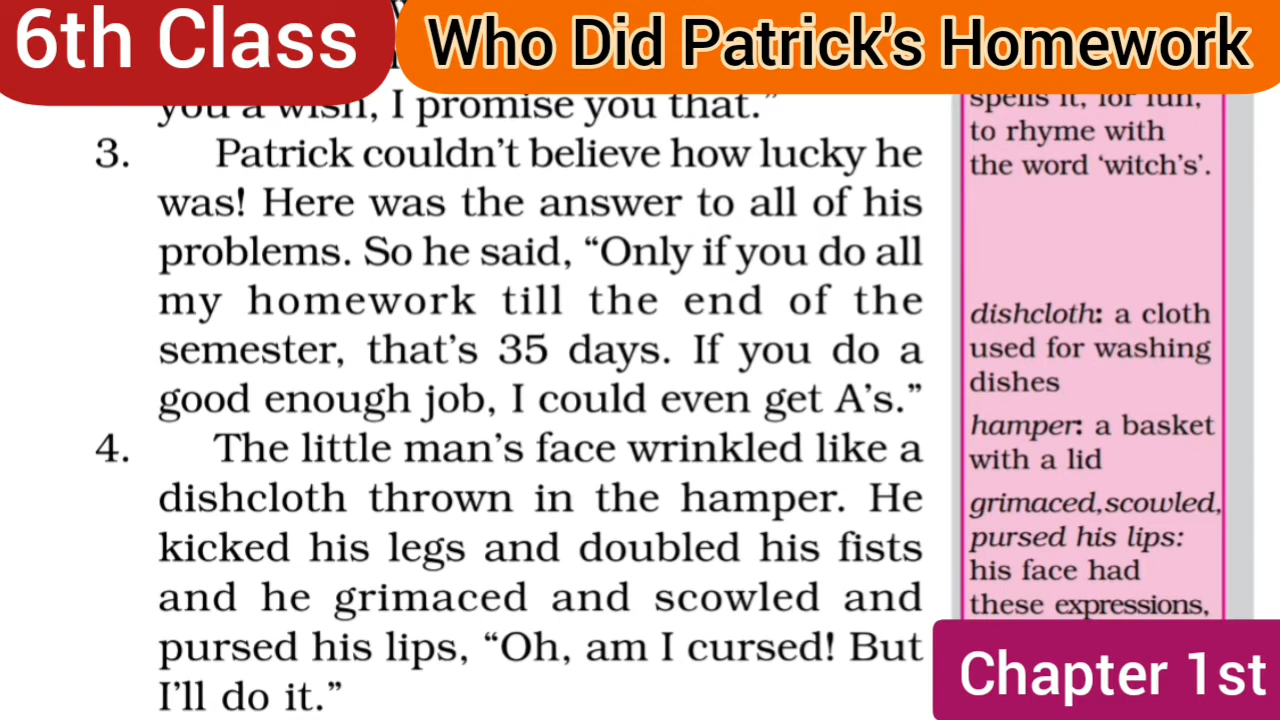 6th Class
Who Did Patrick's Homework
you a wish, I promise you that.”
3. Patrick couldn’t believe how lucky he
was! Here was the answer to all of his
problems. So he said, “Only if you do all
my homework till the end of the
semester, that’s 35 days. If you do a
good enough job, I could even get A’s.”
4. The little man’s face wrinkled like a
dishcloth thrown in the hamper. He
kicked his legs and doubled his fists
and he grimaced and scowled and
pursed his lips, “Oh, am I cursed! But
I’ll do it.”
spells it, for fun,
to rhyme with
the word ‘witch’s’.
dishcloth: a cloth
used for washing
dishes
hamper: a basket
with a lid
grimaced,scowled,
pursed his lips:
his face had
these expressions,
Chapter 1st